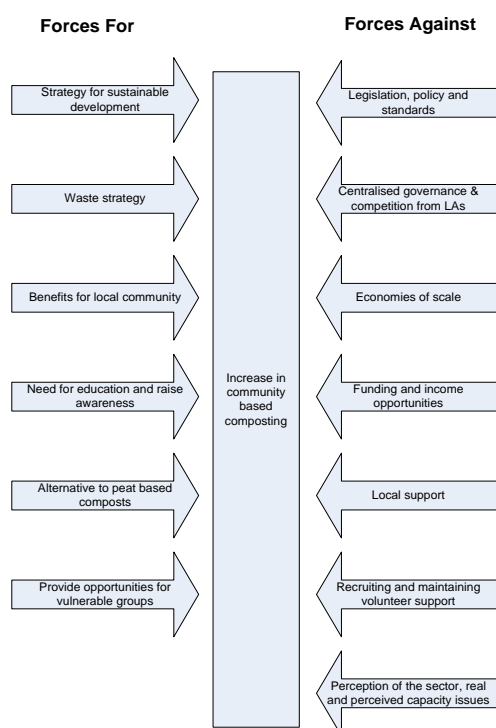 Forces For
Forces Against
Strategy for sustainable
development
Legislation, policy and
standards
Waste strategy
Centralised governance &
competition from LAs
Benefits for local community
Economies of scale
Increase in
community
based
composting
Need for education and raise
awareness
Funding and income
opportunities
Alternative to peat based
composts
Local support
Provide opportunities for
vulnerable groups
Recruiting and maintaining
volunteer support
Perception of the sector, real
and perceived capacity issues